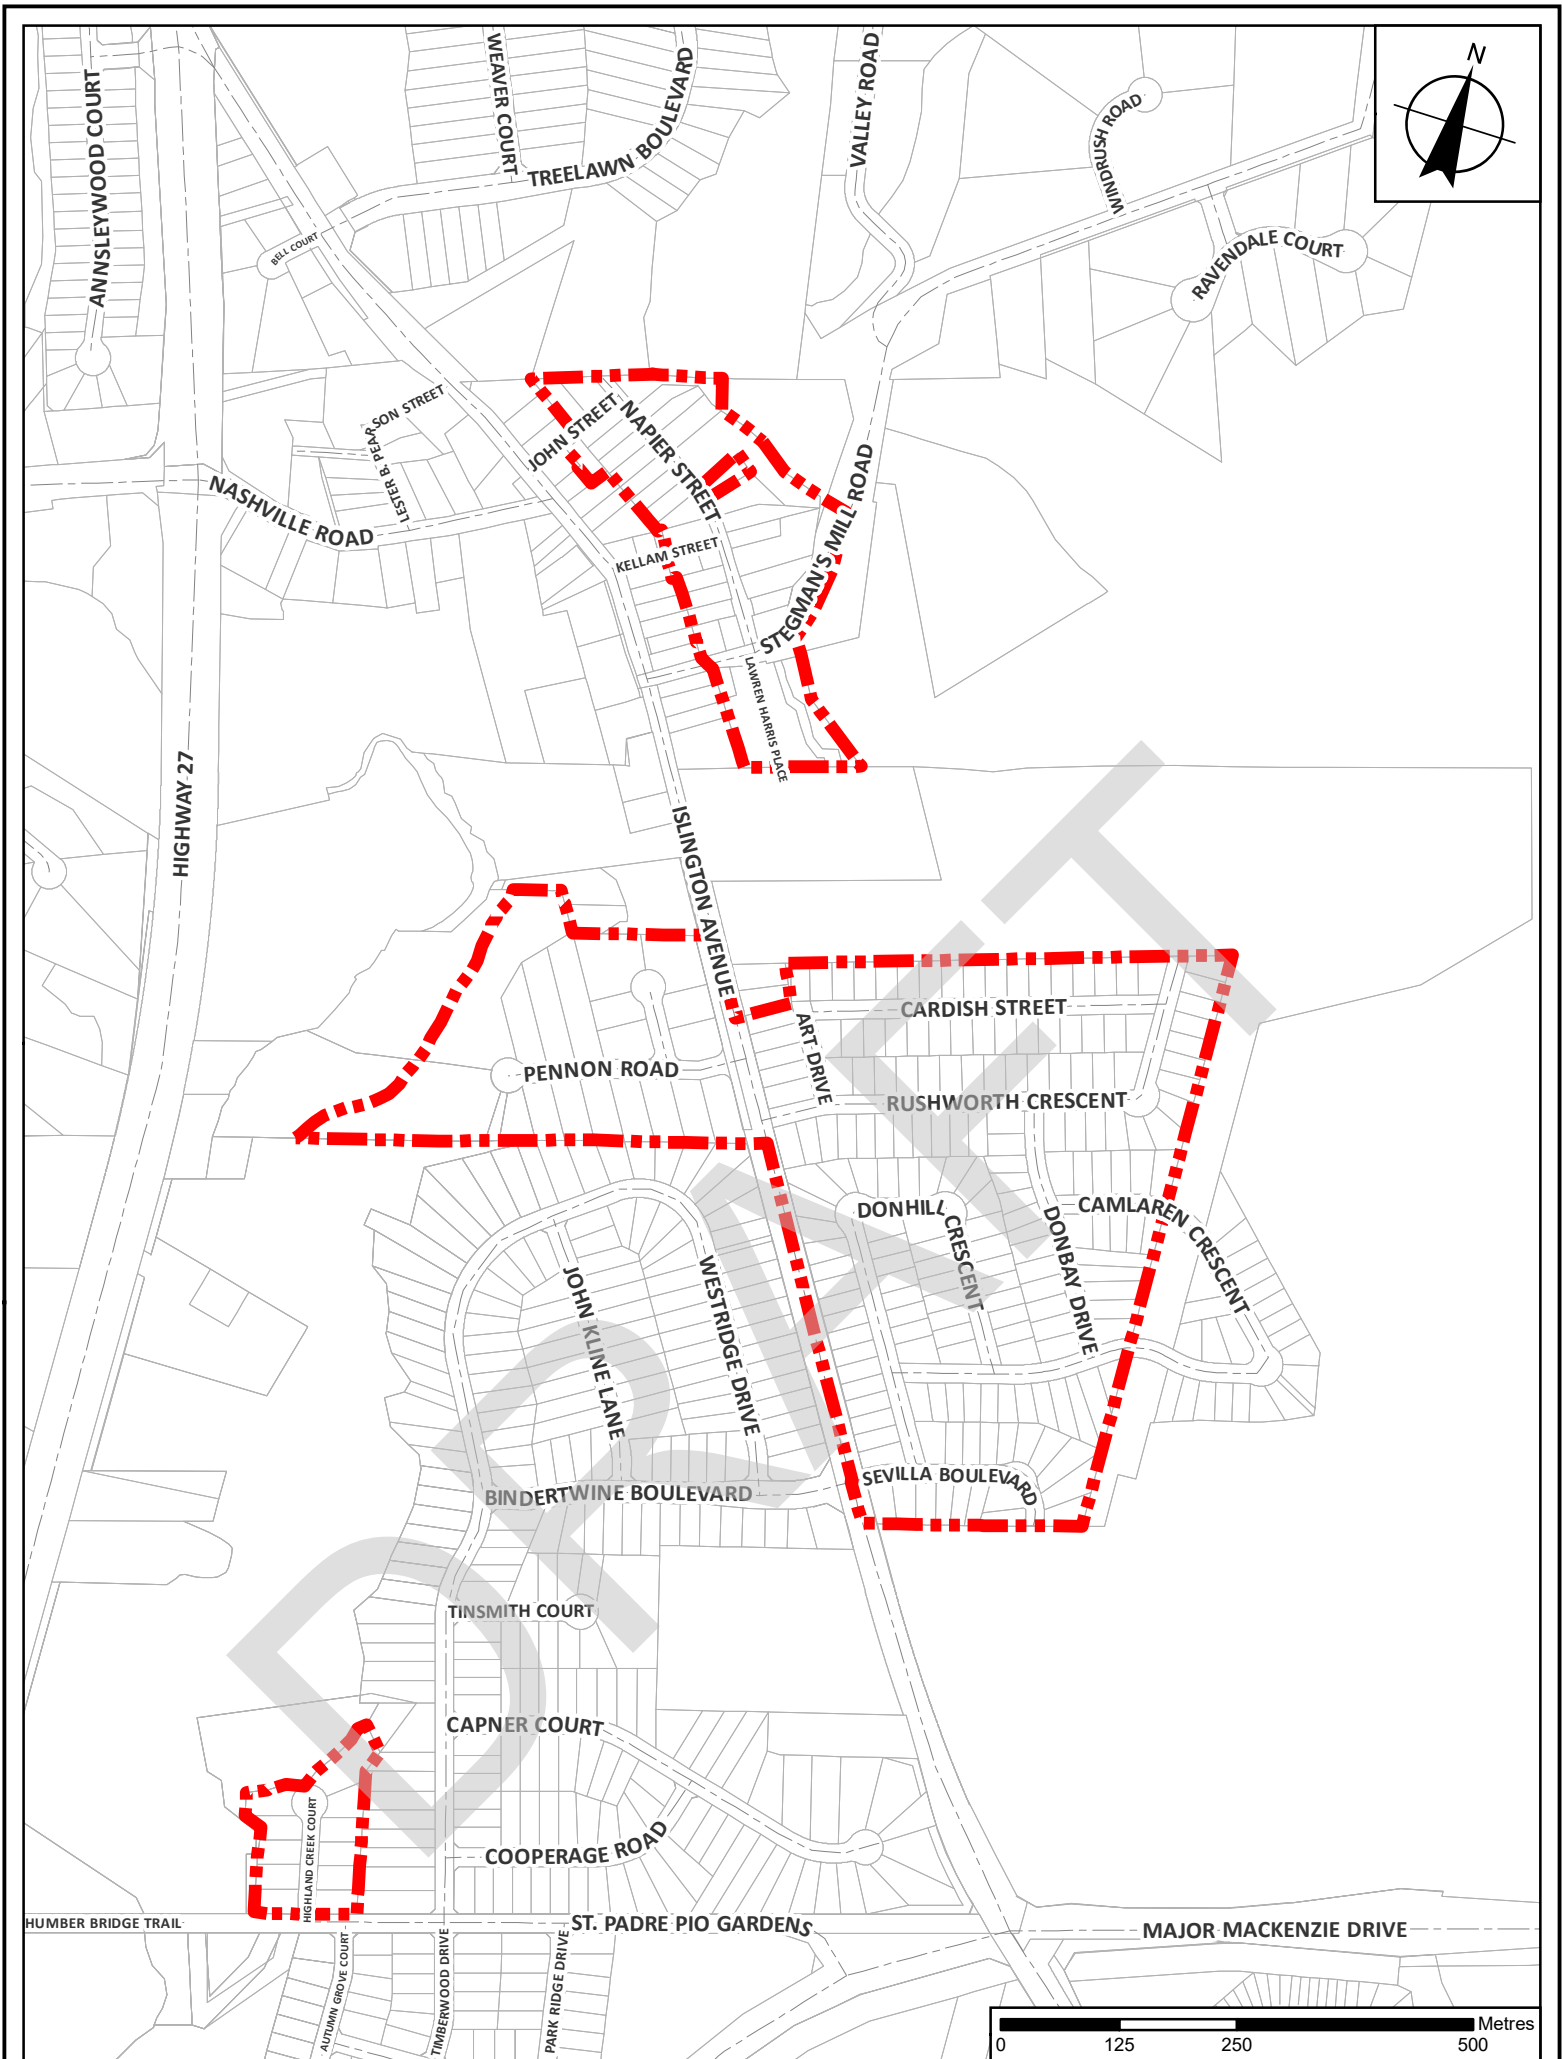 N
ANNSLEYWOOD COURT
WEAVER COURT
TREELAWN BOULEVARD
VALLEY ROAD
WINDRUSH ROAD
RAVENDALE COURT
BELL COURT
LESTER B. PEARSON STREET
JOHN STREET
NAPIER STREET
NASHVILLE ROAD
KELLAM STREET
STEGMAN'S MILL ROAD
LAWREN HARRIS PLACE
HIGHWAY 27
ISLINGTON AVENUE
CARDISH STREET
ART DRIVE
PENNON ROAD
RUSHWORTH CRESCENT
DONHILL CRESCENT
CAMLAREN CRESCENT
DONBAY DRIVE
JOHN KLINE LANE
WESTRIDGE DRIVE
SEVILLA BOULEVARD
BINDERTWINE BOULEVARD
TINSMITH COURT
CAPNER COURT
COOPERAGE ROAD
HIGHLAND CREEK COURT
HUMBER BRIDGE TRAIL
ST. PADRE PIO GARDENS
MAJOR MACKENZIE DRIVE
AUTUMN GROVE COURT
TIMBERWOOD DRIVE
PARK RIDGE DRIVE
DRAFT
Metres
0 125 250 500